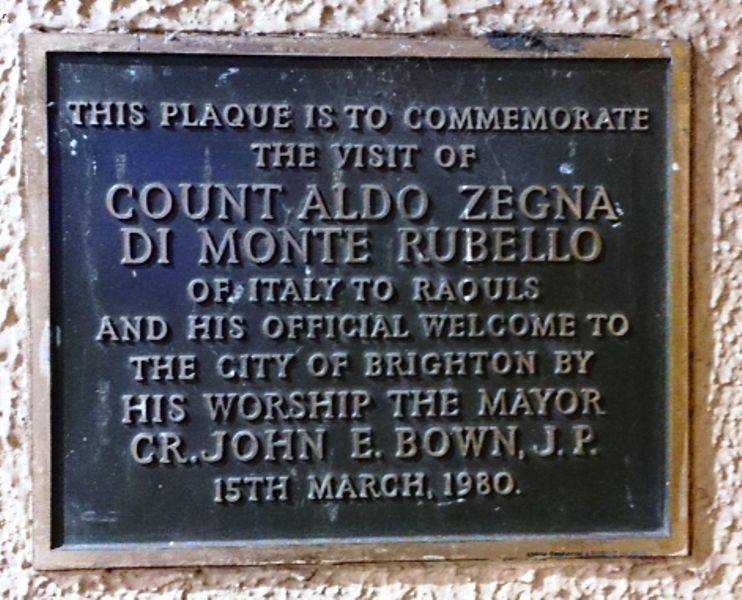 THIS PLAQUE IS TO COMMEMORATE
THE VISIT OF
COUNT ALDO ZEGNA
DI MONTE RUBELLO
OF ITALY TO RAOULS
AND HIS OFFICIAL WELCOME TO
THE CITY OF BRIGHTON BY
HIS WORSHIP THE MAYOR
CR. JOHN E. BOWN, J. P.
15TH MARCH, 1980.